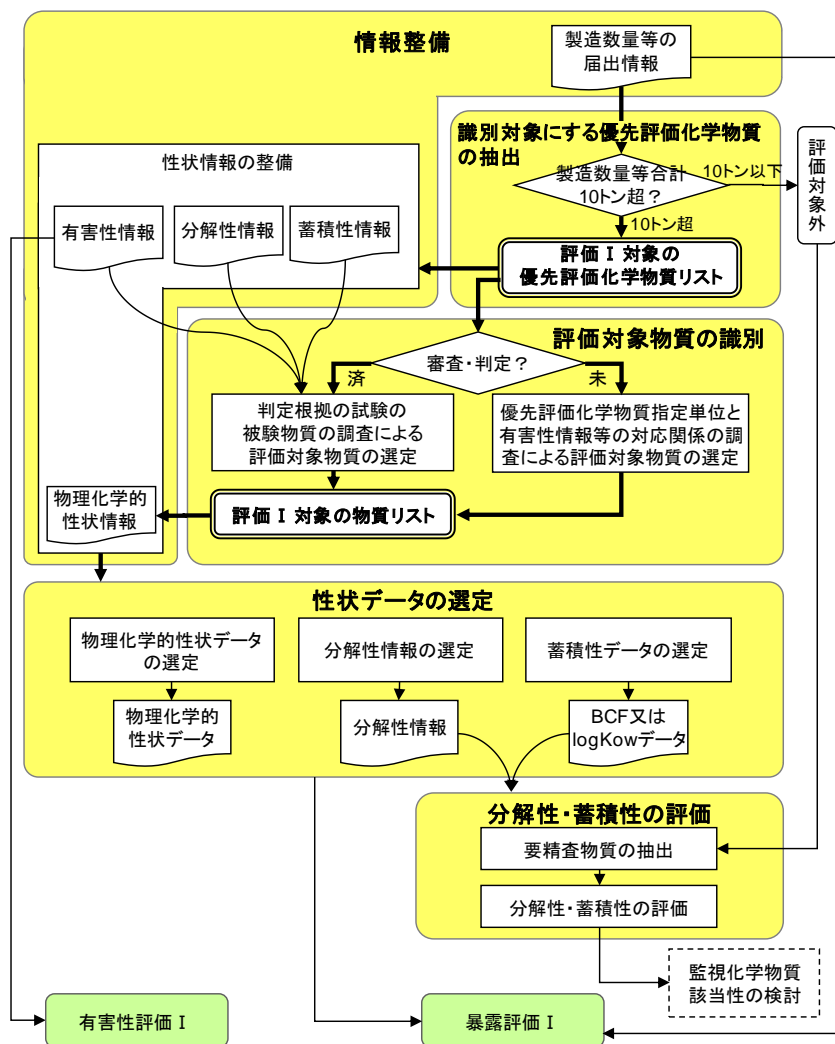 情報整備
製造数量等の
届出情報
識別対象にする優先評価化学物質
の抽出
製造数量等合計
10トン超？
10トン以下
評価対象外
10トン超
評価Ⅰ対象の
優先評価化学物質リスト
性状情報の整備
有害性情報
分解性情報
蓄積性情報
評価対象物質の識別
審査・判定？
済
未
判定根拠の試験の
被験物質の調査による
評価対象物質の選定
優先評価化学物質指定単位と
有害性情報等の対応関係の調
査による評価対象物質の選定
物理化学的
性状情報
評価Ⅰ対象の物質リスト
性状データの選定
物理化学的性状データ
の選定
分解性情報の選定
蓄積性データの選定
物理化学的
性状データ
分解性情報
BCF又は
logKowデータ
分解性・蓄積性の評価
要精査物質の抽出
分解性・蓄積性の評価
監視化学物質
該当性の検討
有害性評価Ⅰ
暴露評価Ⅰ